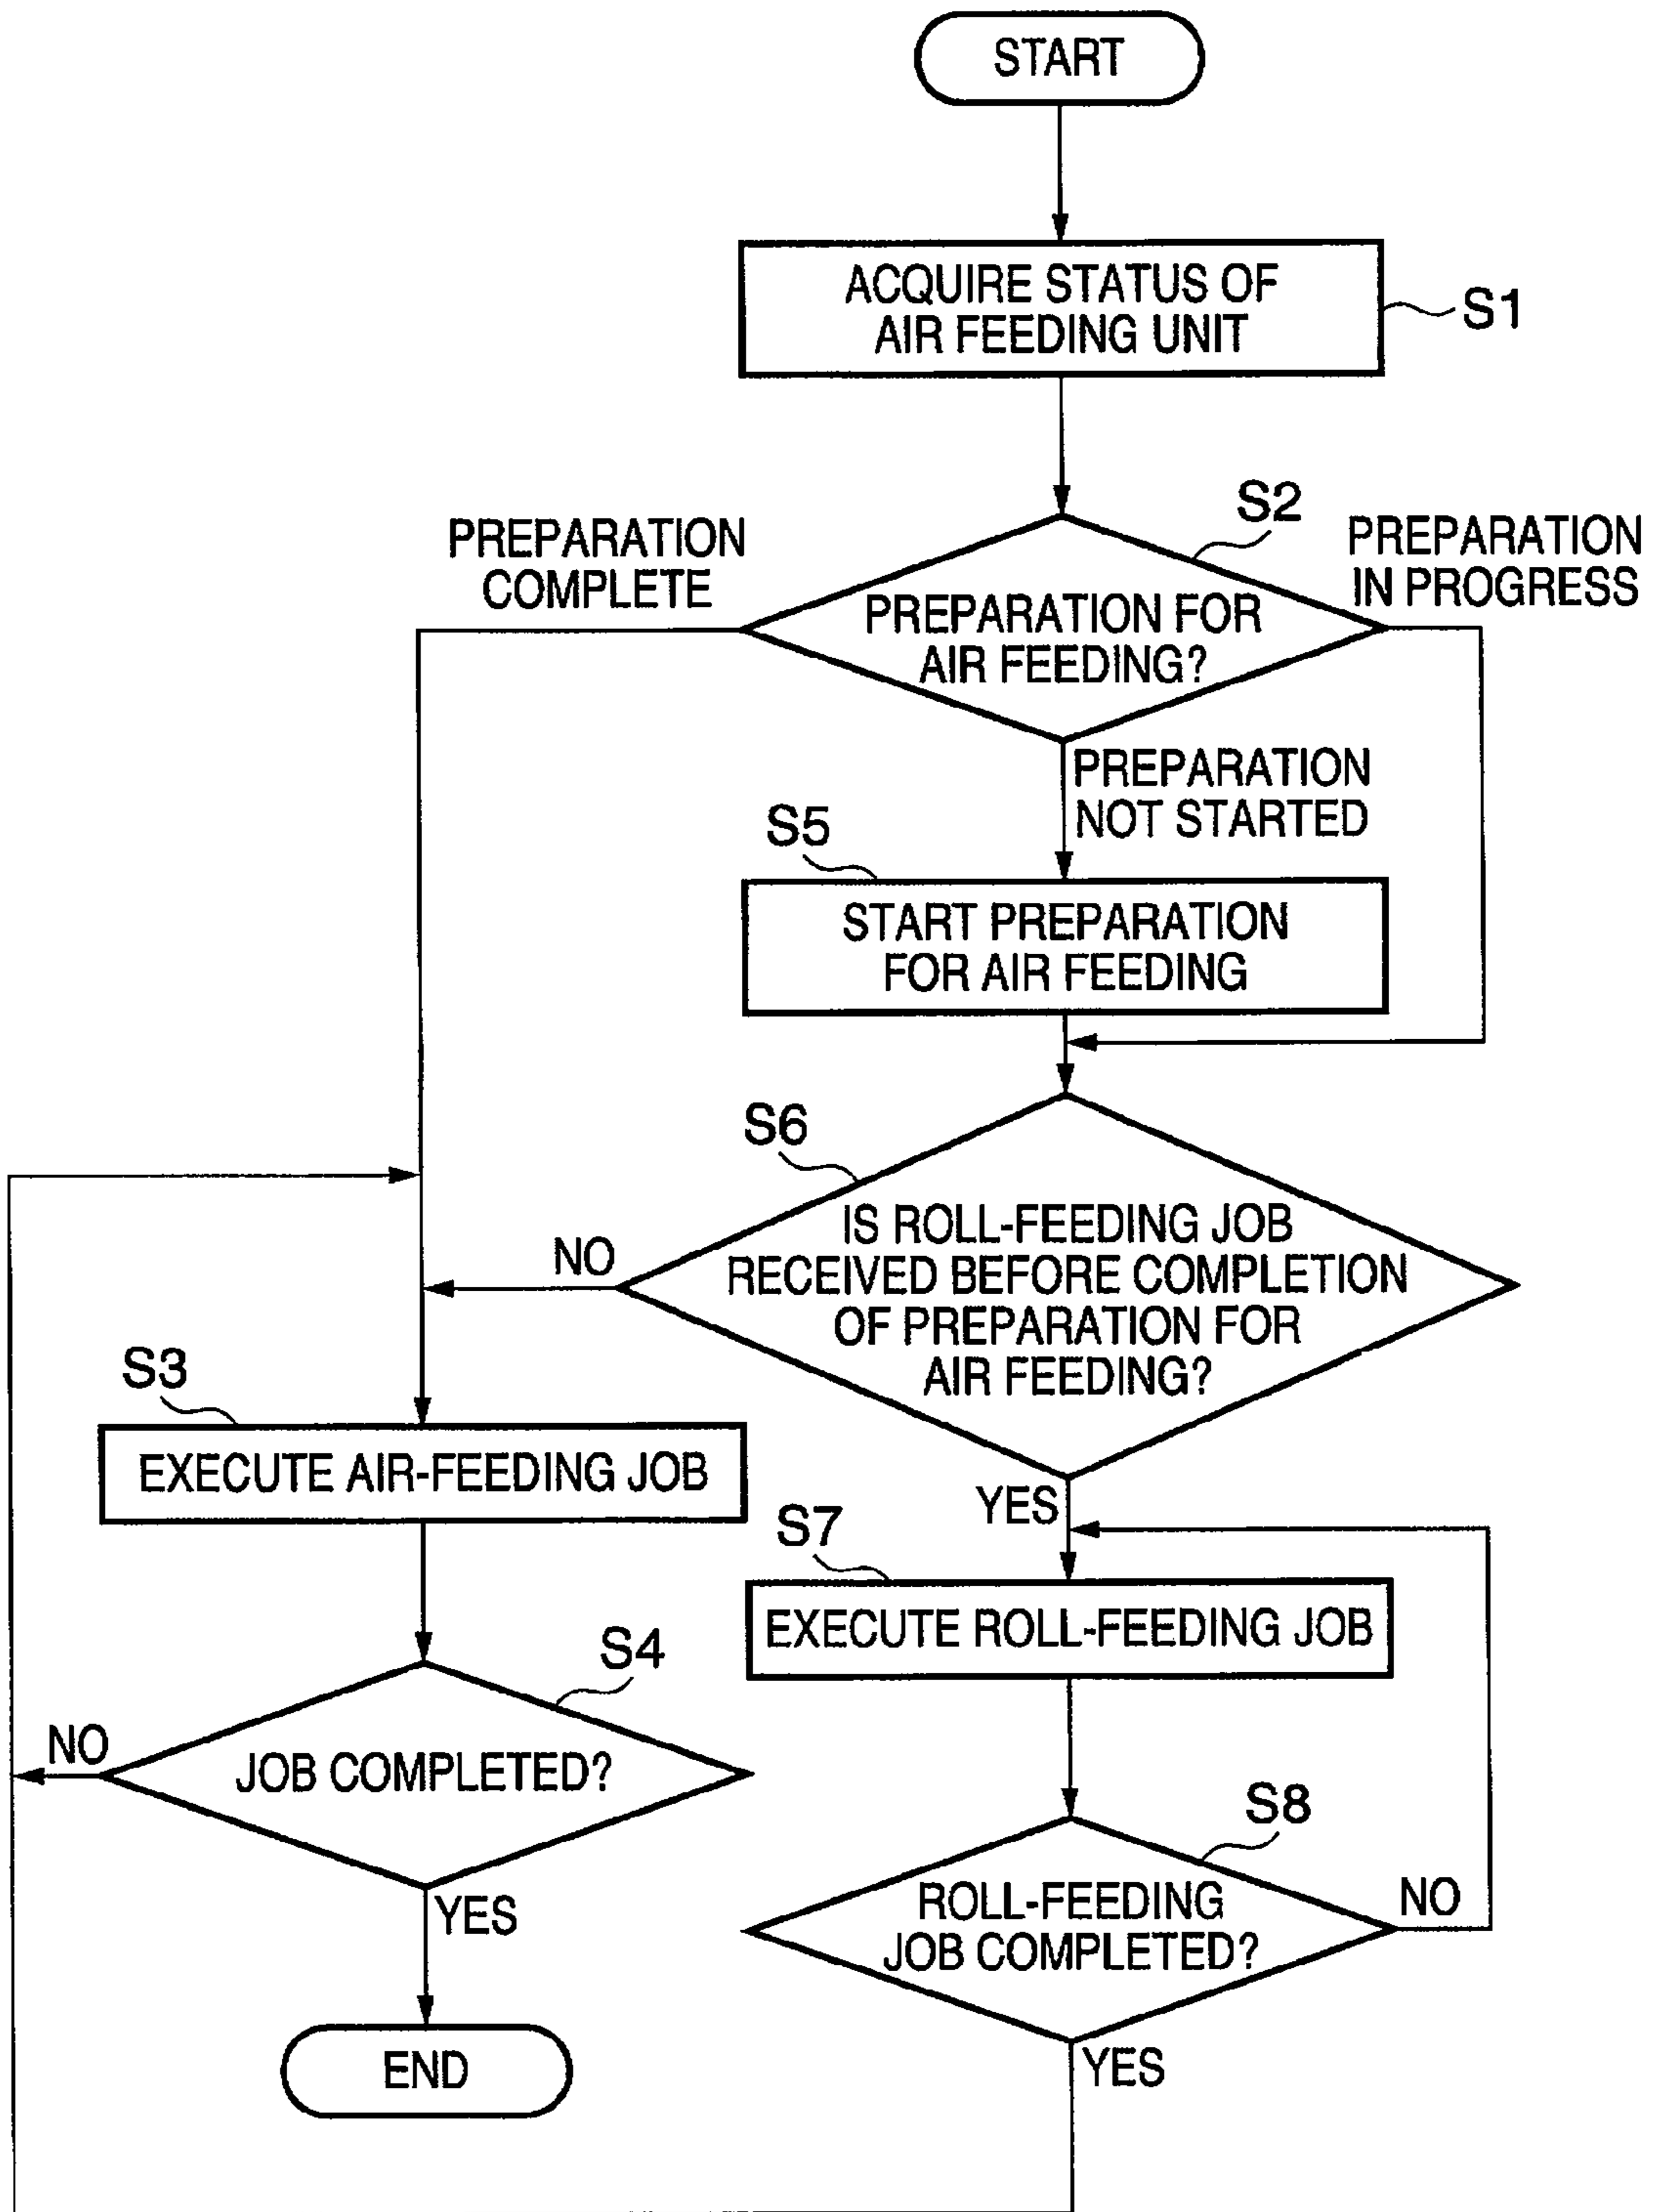 START
ACQUIRE STATUS OF
AIR FEEDING UNIT
S1
S2
PREPARATION
COMPLETE
PREPARATION
IN PROGRESS
PREPARATION FOR
AIR FEEDING?
PREPARATION
NOT STARTED
S5
START PREPARATION
FOR AIR FEEDING
S6
IS ROLL-FEEDING JOB
RECEIVED BEFORE COMPLETION
OF PREPARATION FOR
AIR FEEDING?
NO
S3
EXECUTE AIR-FEEDING JOB
YES
S7
EXECUTE ROLL-FEEDING JOB
S4
NO
JOB COMPLETED?
S8
ROLL-FEEDING
JOB COMPLETED?
NO
YES
END
YES